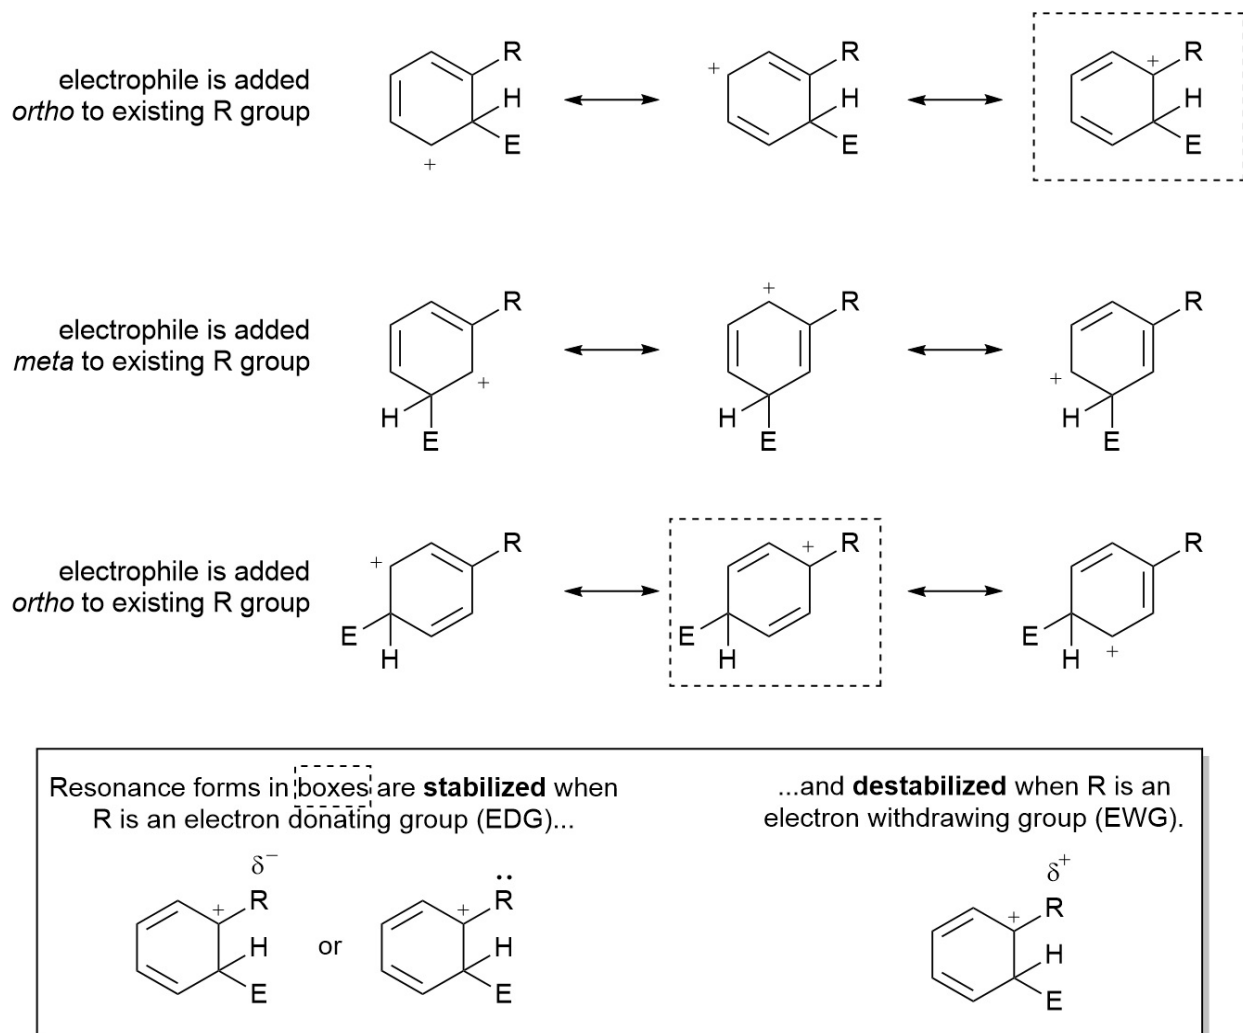 electrophile is added
ortho to existing R group
+
R
H
E
+
R
H
E
+
R
H
E
electrophile is added
meta to existing R group
R
+
H
E
+
R
H
E
R
+
H
E
electrophile is added
ortho to existing R group
+
R
E
H
+
R
E
H
R
E
H
+
Resonance forms in boxes are stabilized when
R is an electron donating group (EDG)...
...and destabilized when R is an
electron withdrawing group (EWG).
δ−
+
R
H
E
or
··
+
R
H
E
δ+
+
R
H
E